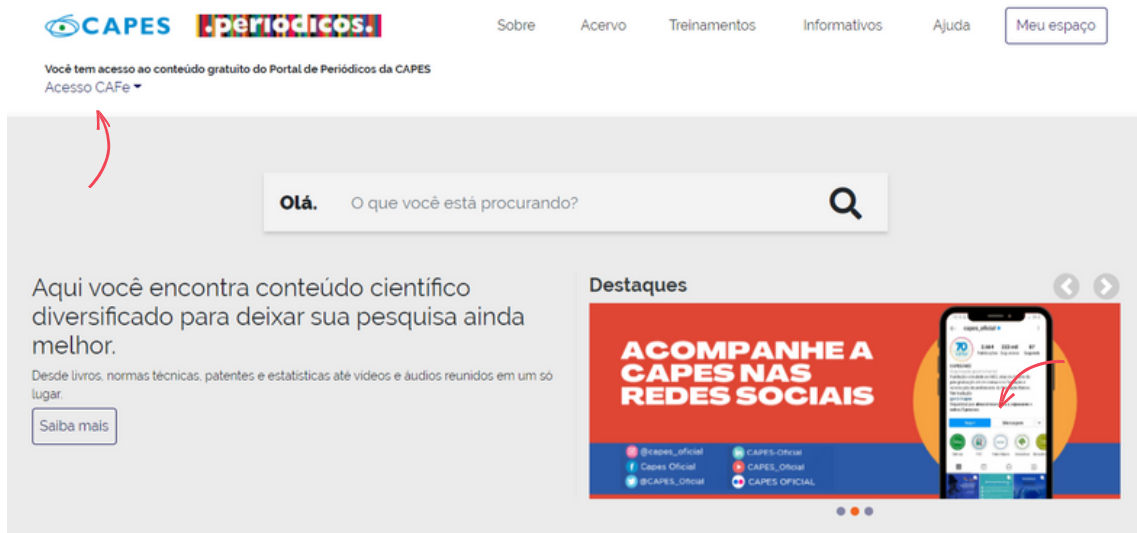 CAPES
.periódicos.
Sobre
Acervo
Treinamentos
Informativos
Ajuda
Meu espaço
Você tem acesso ao conteúdo gratuito do Portal de Periódicos da CAPES
Acesso CAFe
Olá.
O que você está procurando?
Aqui você encontra conteúdo científico
diversificado para deixar sua pesquisa ainda
melhor.
Desde livros, normas técnicas, patentes e estatísticas até vídeos e áudios reunidos em um só
lugar.
Saiba mais
Destaques
ACOMPANHE A
CAPES NAS
REDES SOCIAIS
@capes_oficial
CAPES-Oficial
Capes Oficial
CAPES_Oficial
@CAPES_Oficial
CAPES OFICIAL
capes_oficial
70